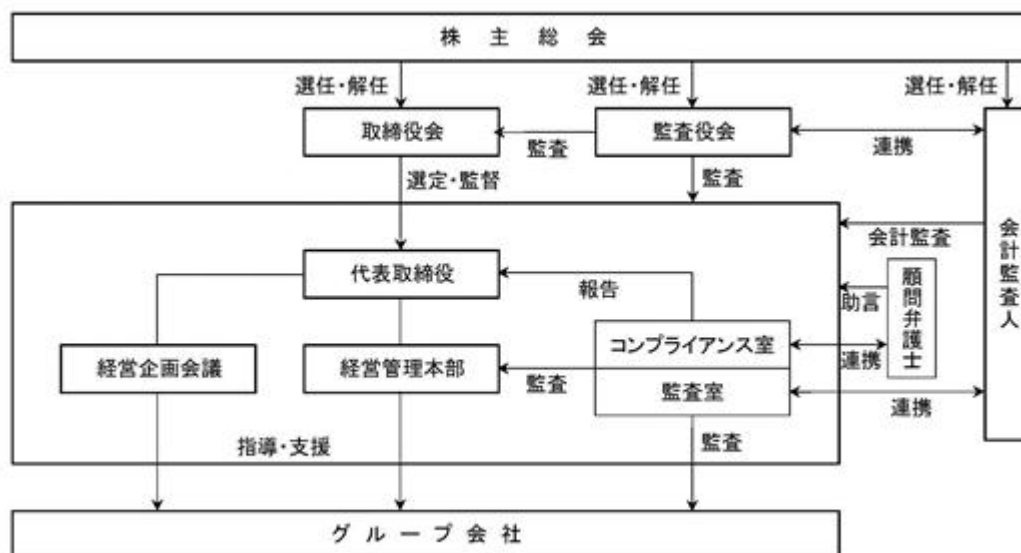 株主総会
選任・解任
選任・解任
選任・解任
取締役会
監査
監査役会
連携
選定・監督
監査
会計監査人
会計監査
代表取締役
報告
助言
顧問弁護士
経営企画会議
経営管理本部
監査
コンプライアンス室
連携
監査室
連携
指導・支援
監査
グループ会社